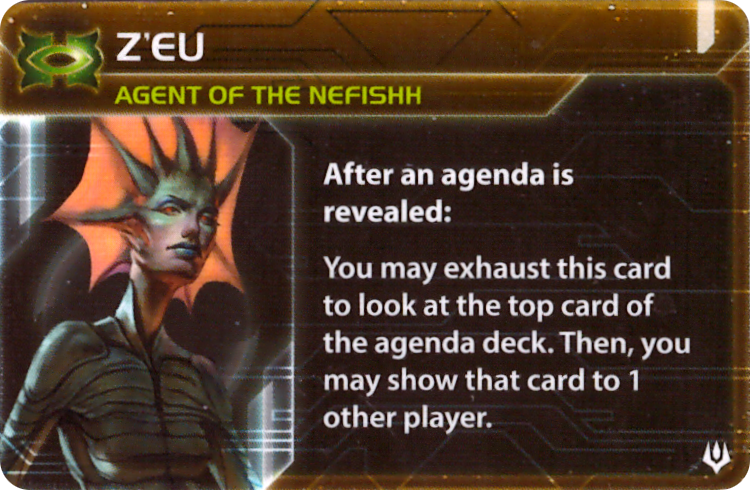 Z'EU
AGENT OF THE NEFISHH
After an agenda is
revealed:
You may exhaust this card
to look at the top card of
the agenda deck. Then, you
may show that card to 1
other player.